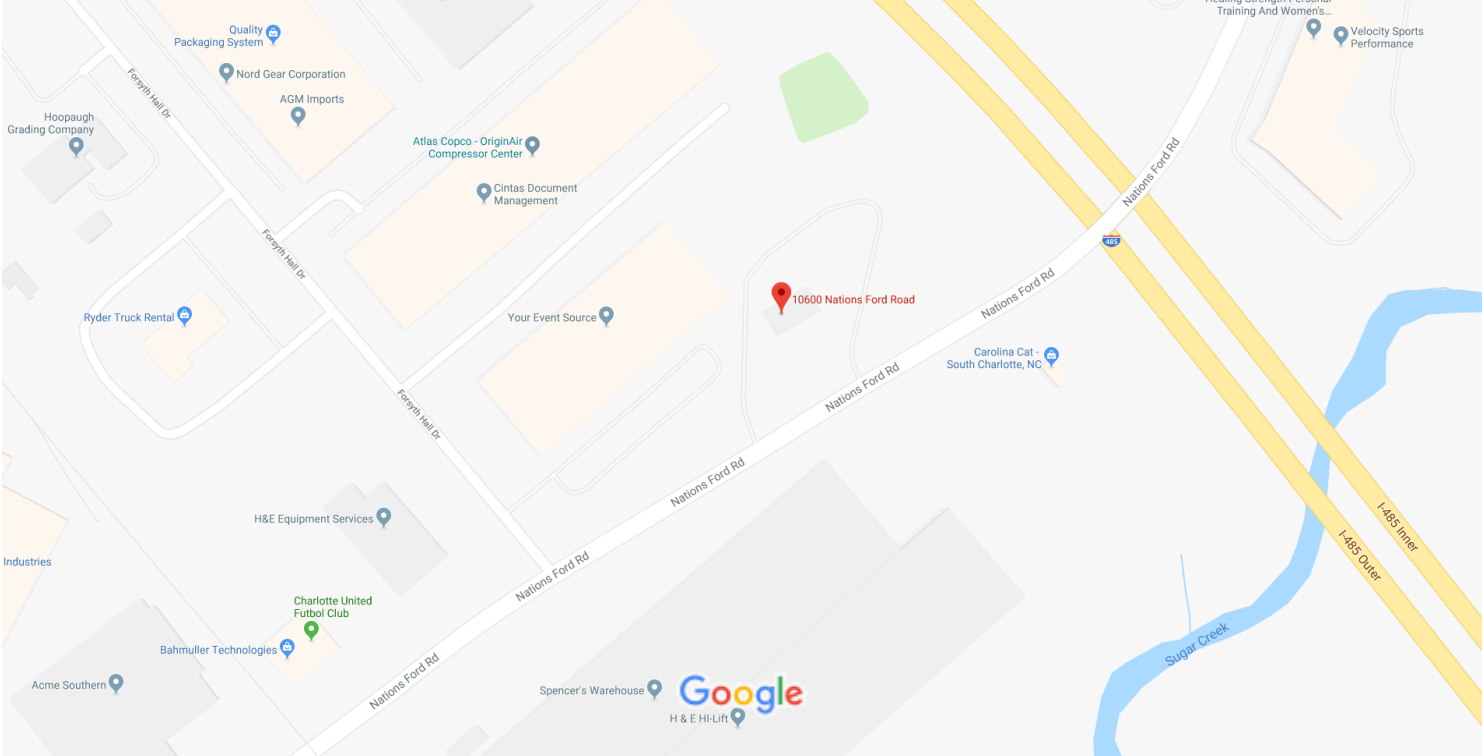 Healing Strength Personal
Training And Women's...
Velocity Sports
Performance
Quality
Packaging System
Nord Gear Corporation
AGM Imports
Forsyth Hall Dr
Hoopaugh
Grading Company
Atlas Copco - OriginAir
Compressor Center
Cintas Document
Management
Nations Ford Rd
485
Forsyth Hall Dr
Nations Ford Rd
10600 Nations Ford Road
Ryder Truck Rental
Your Event Source
Carolina Cat -
South Charlotte, NC
Nations Ford Rd
Forsyth Hall Dr
Nations Ford Rd
H&E Equipment Services
I-485 Inner
I-485 Outer
Industries
Nations Ford Rd
Charlotte United
Futbol Club
Bahmuller Technologies
Sugar Creek
Nations Ford Rd
Acme Southern
Spencer's Warehouse
Google
H & E HI-Lift